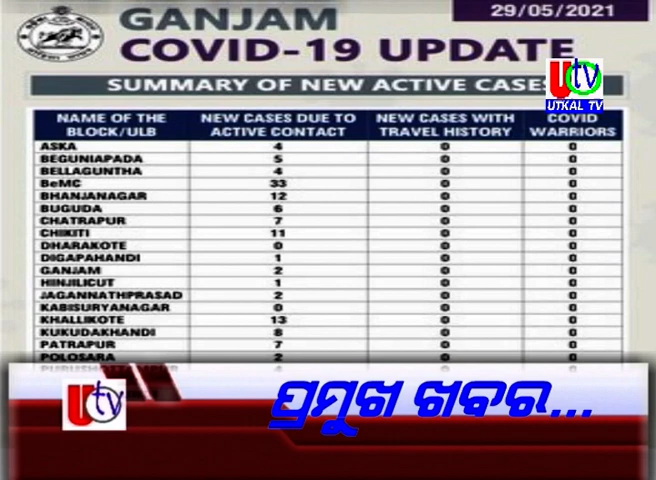 29/05/2021
GANJAM
COVID-19 UPDATE
SUMMARY OF NEW ACTIVE CASES
UTV
UTKAL TV
NAME OF THE BLOCK/ULB NEW CASES DUE TO ACTIVE CONTACT NEW CASES WITH TRAVEL HISTORY COVID WARRIORS
ASKA 4 0 0
BEGUNIAPADA 5 0 0
BELLAGUNTHA 4 0 0
BeMC 33 0 0
BHANJANAGAR 12 0 0
BUGUDA 6 0 0
CHATRAPUR 7 0 0
CHIKITI 11 0 0
DHARAKOTE 0 0 0
DIGAPAHANDI 1 0 0
GANJAM 2 0 0
HINJILICUT 1 0 0
JAGANNATHPRASAD 2 0 0
KABISURYANAGAR 0 0 0
KHALLIKOTE 13 0 0
KUKUDAKHANDI 8 0 0
PATRAPUR 7 0 0
POLOSARA 2 0 0
Utv
ପ୍ରମୁଖ ଖବର...